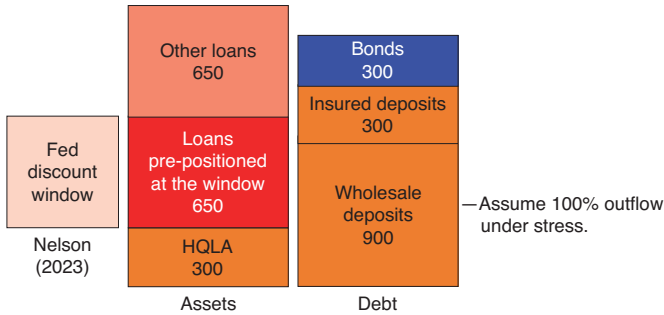 Other loans
650
Bonds
300
Insured deposits
300
Fed
discount
window
Loans
pre-positioned
at the window
650
Wholesale
deposits
900
Assume 100% outflow
under stress.
Nelson
(2023)
HQLA
300
Assets
Debt